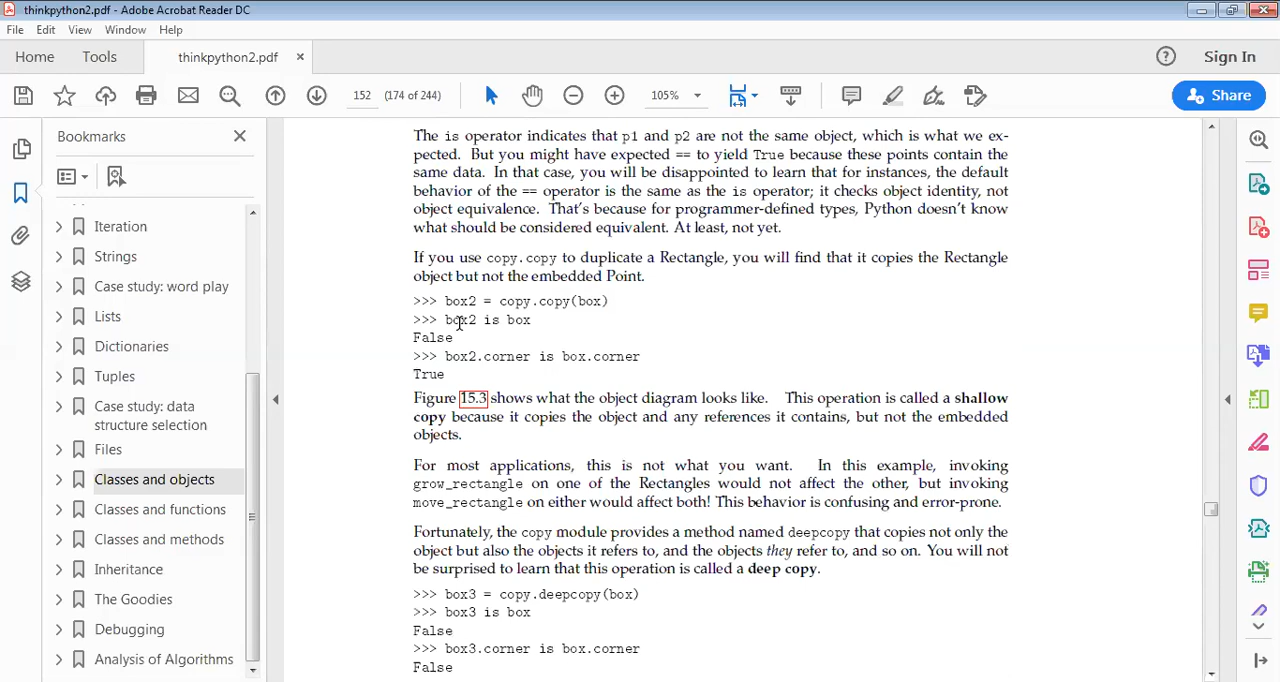 thinkpython2.pdf - Adobe Acrobat Reader DC
File Edit View Window Help
Home Tools thinkpython2.pdf × Sign In
152 (174 of 244) 105% Share
Bookmarks
Iteration
Strings
Case study: word play
Lists
Dictionaries
Tuples
Case study: data
structure selection
Files
Classes and objects
Classes and functions
Classes and methods
Inheritance
The Goodies
Debugging
Analysis of Algorithms
The is operator indicates that p1 and p2 are not the same object, which is what we ex-
pected. But you might have expected == to yield True because these points contain the
same data. In that case, you will be disappointed to learn that for instances, the default
behavior of the == operator is the same as the is operator; it checks object identity, not
object equivalence. That's because for programmer-defined types, Python doesn't know
what should be considered equivalent. At least, not yet.
If you use copy.copy to duplicate a Rectangle, you will find that it copies the Rectangle
object but not the embedded Point.
>>> box2 = copy.copy(box)
>>> box2 is box
False
>>> box2.corner is box.corner
True
Figure 15.3 shows what the object diagram looks like. This operation is called a shallow
copy because it copies the object and any references it contains, but not the embedded
objects.
For most applications, this is not what you want. In this example, invoking
grow_rectangle on one of the Rectangles would not affect the other, but invoking
move_rectangle on either would affect both! This behavior is confusing and error-prone.
Fortunately, the copy module provides a method named deepcopy that copies not only the
object but also the objects it refers to, and the objects they refer to, and so on. You will not
be surprised to learn that this operation is called a deep copy.
>>> box3 = copy.deepcopy(box)
>>> box3 is box
False
>>> box3.corner is box.corner
False